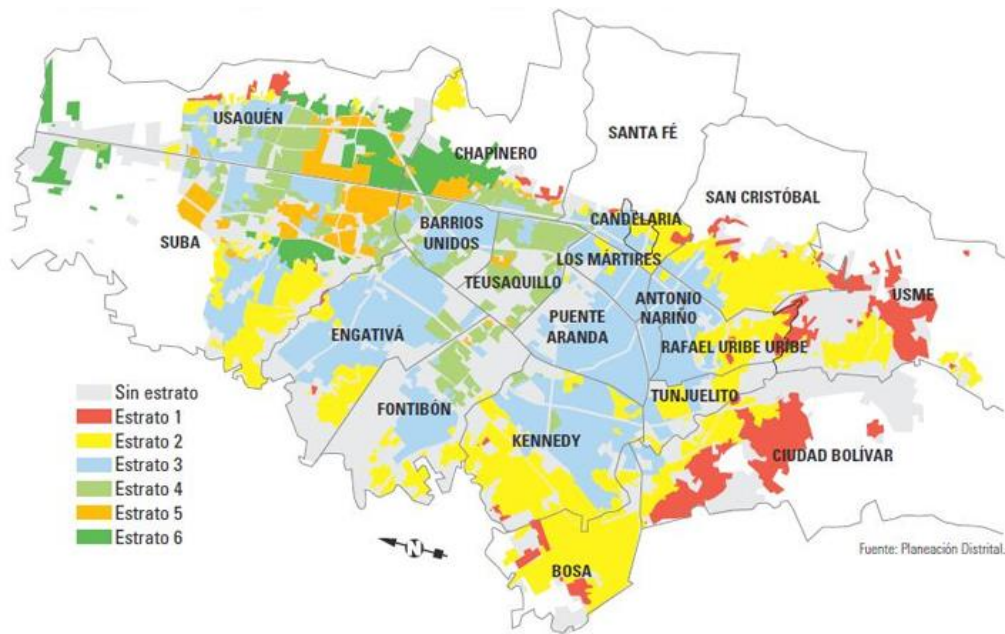 USAQUÉN
SANTA FÉ
CHAPINERO
SAN CRISTÓBAL
CANDELARIA
BARRIOS
UNIDOS
SUBA
LOS MÁRTIRES
TEUSAQUILLO
USME
ANTONIO
NARIÑO
PUENTE
ARANDA
ENGATIVÁ
RAFAEL URIBE URIBE
TUNJUELITO
FONTIBÓN
KENNEDY
CIUDAD BOLÍVAR
BOSA
Sin estrato
Estrato 1
Estrato 2
Estrato 3
Estrato 4
Estrato 5
Estrato 6
N
Fuente: Planeación Distrital.